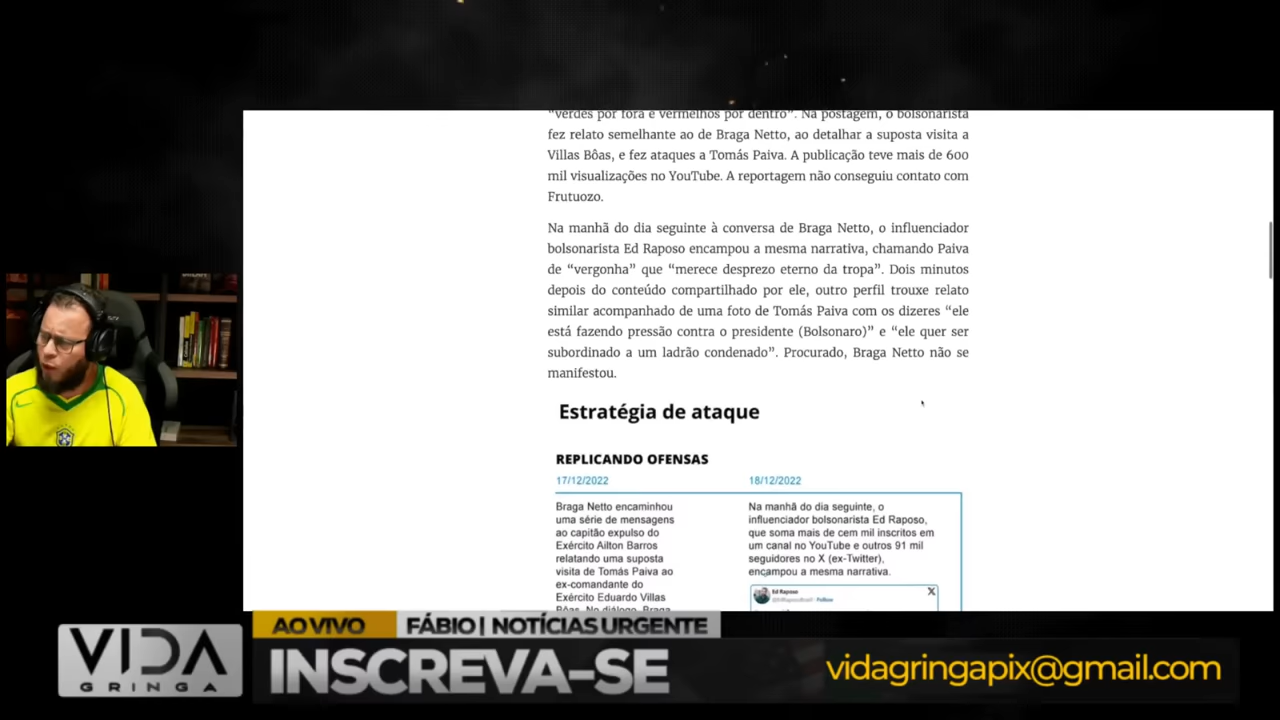 “verdes por fora e vermelhos por dentro”. Na postagem, o bolsonarista
fez relato semelhante ao de Braga Netto, ao detalhar a suposta visita a
Villas Bôas, e fez ataques a Tomás Paiva. A publicação teve mais de 600
mil visualizações no YouTube. A reportagem não conseguiu contato com
Frutuozo.
Na manhã do dia seguinte à conversa de Braga Netto, o influenciador
bolsonarista Ed Raposo encampou a mesma narrativa, chamando Paiva
de “vergonha” que “merece desprezo eterno da tropa”. Dois minutos
depois do conteúdo compartilhado por ele, outro perfil trouxe relato
similar acompanhado de uma foto de Tomás Paiva com os dizeres “ele
está fazendo pressão contra o presidente (Bolsonaro)” e “ele quer ser
subordinado a um ladrão condenado”. Procurado, Braga Netto não se
manifestou.
Estratégia de ataque
REPLICANDO OFENSAS
17/12/2022
Braga Netto encaminhou
uma série de mensagens
ao capitão expulso do
Exército Ailton Barros
relatando uma suposta
visita de Tomás Paiva ao
ex-comandante do
Exército Eduardo Villas
Bôas. No diálogo, Braga
18/12/2022
Na manhã do dia seguinte, o
influenciador bolsonarista Ed Raposo,
que soma mais de cem mil inscritos em
um canal no YouTube e outros 91 mil
seguidores no X (ex-Twitter),
encampou a mesma narrativa.
Ed Raposo
AO VIVO
FÁBIO | NOTÍCIAS URGENTE
VIDA
GRINGA
INSCREVA-SE
vidagringapix@gmail.com